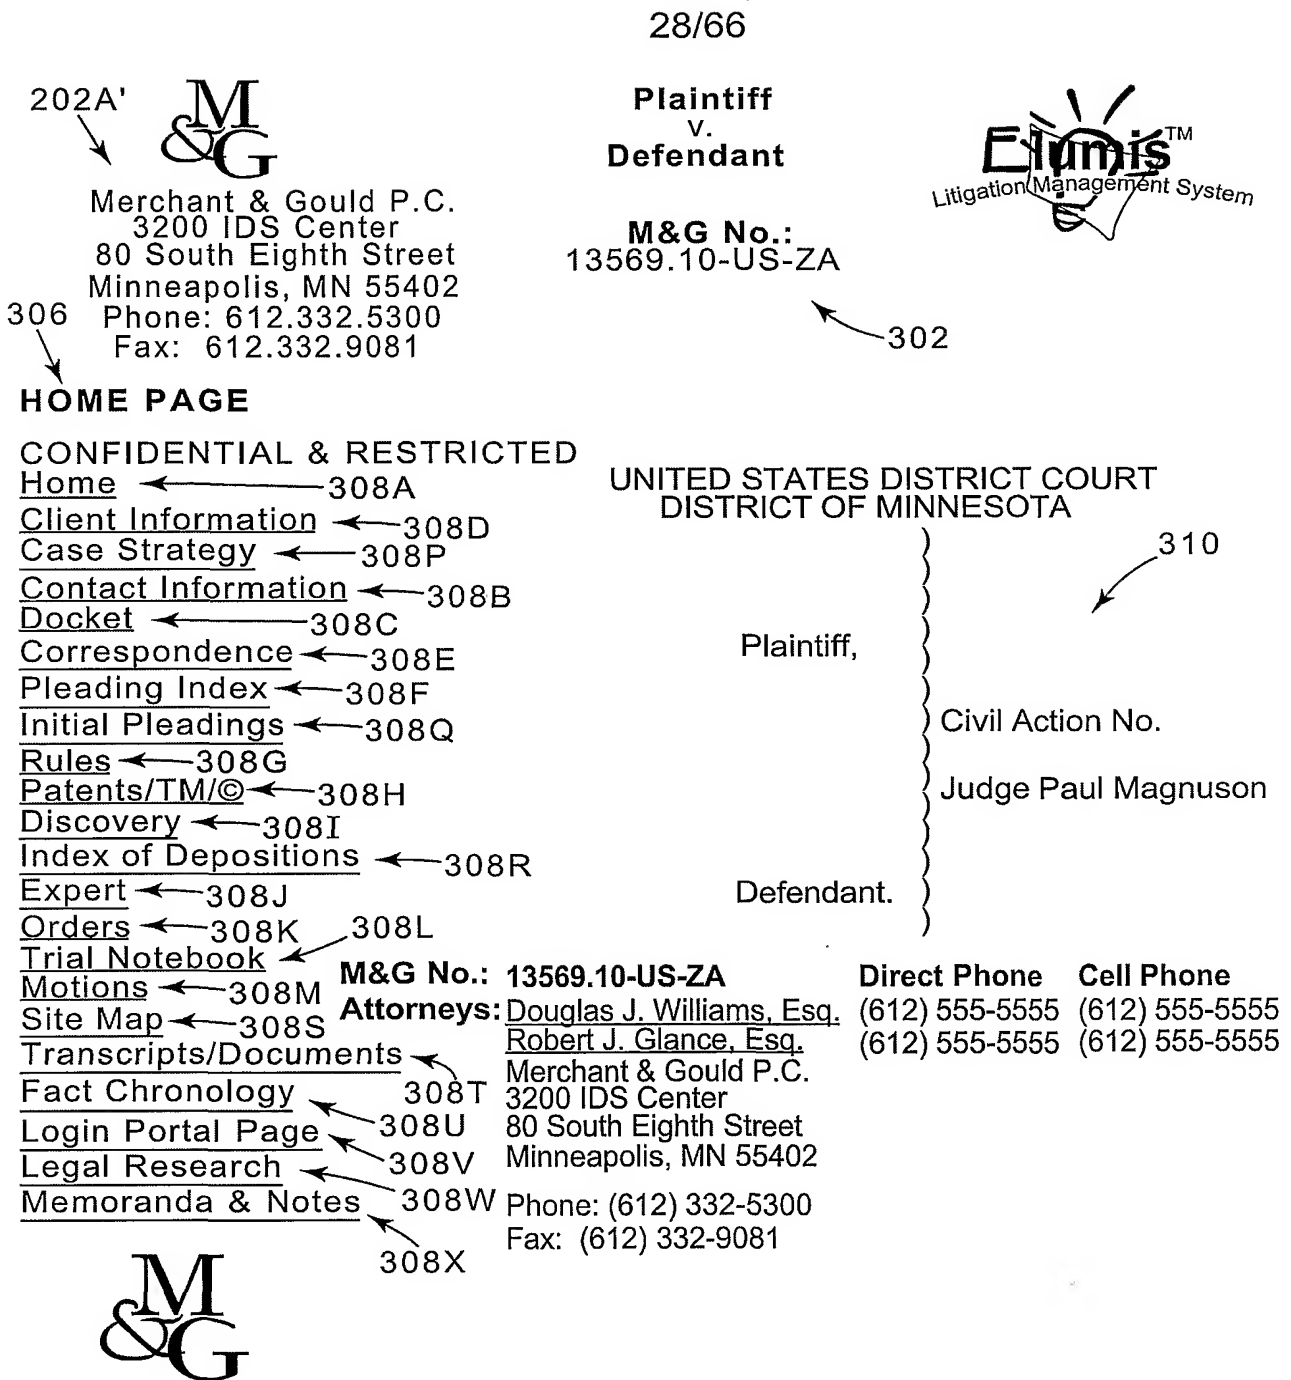 28/66
202A'
M
&G
Merchant & Gould P.C.
3200 IDS Center
80 South Eighth Street
Minneapolis, MN 55402
Phone: 612.332.5300
Fax: 612.332.9081
Plaintiff
v.
Defendant
M&G No.:
13569.10-US-ZA
302
Elumis™
Litigation Management System
306
HOME PAGE
CONFIDENTIAL & RESTRICTED
Home 308A
Client Information 308D
Case Strategy 308P
Contact Information 308B
Docket 308C
Correspondence 308E
Pleading Index 308F
Initial Pleadings 308Q
Rules 308G
Patents/TM/© 308H
Discovery 308I
Index of Depositions 308R
Expert 308J
Orders 308K
Trial Notebook 308L
Motions 308M
Site Map 308S
Transcripts/Documents 308T
Fact Chronology 308U
Login Portal Page 308V
Legal Research 308W
Memoranda & Notes 308X
UNITED STATES DISTRICT COURT
DISTRICT OF MINNESOTA
)
)
310
)
Plaintiff, )
)
)
) Civil Action No.
)
) Judge Paul Magnuson
)
)
Defendant. )
)
M&G No.: 13569.10-US-ZA Direct Phone Cell Phone
Attorneys: Douglas J. Williams, Esq. (612) 555-5555 (612) 555-5555
Robert J. Glance, Esq. (612) 555-5555 (612) 555-5555
Merchant & Gould P.C.
3200 IDS Center
80 South Eighth Street
Minneapolis, MN 55402
Phone: (612) 332-5300
Fax: (612) 332-9081
M
&G